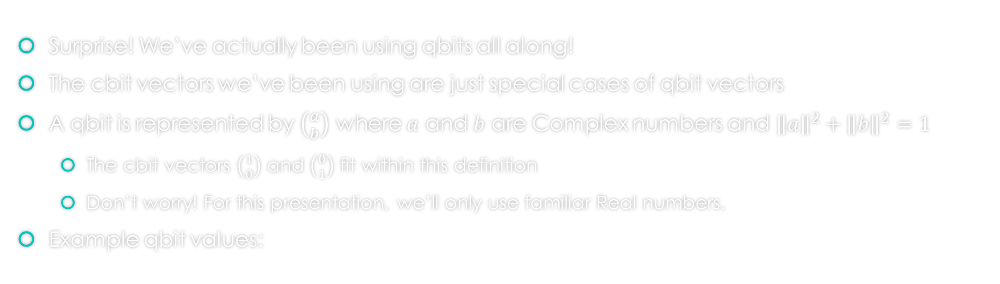 Surprise! We've actually been using qbits all along!
The cbit vectors we've been using are just special cases of qbit vectors
A qbit is represented by (a b) where a and b are Complex numbers and ‖a‖² + ‖b‖² = 1
The cbit vectors (1 0) and (0 1) fit within this definition
Don't worry! For this presentation, we'll only use familiar Real numbers.
Example qbit values: